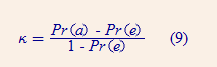 κ = Pr(a) - Pr(e) / 1 - Pr(e) (9)